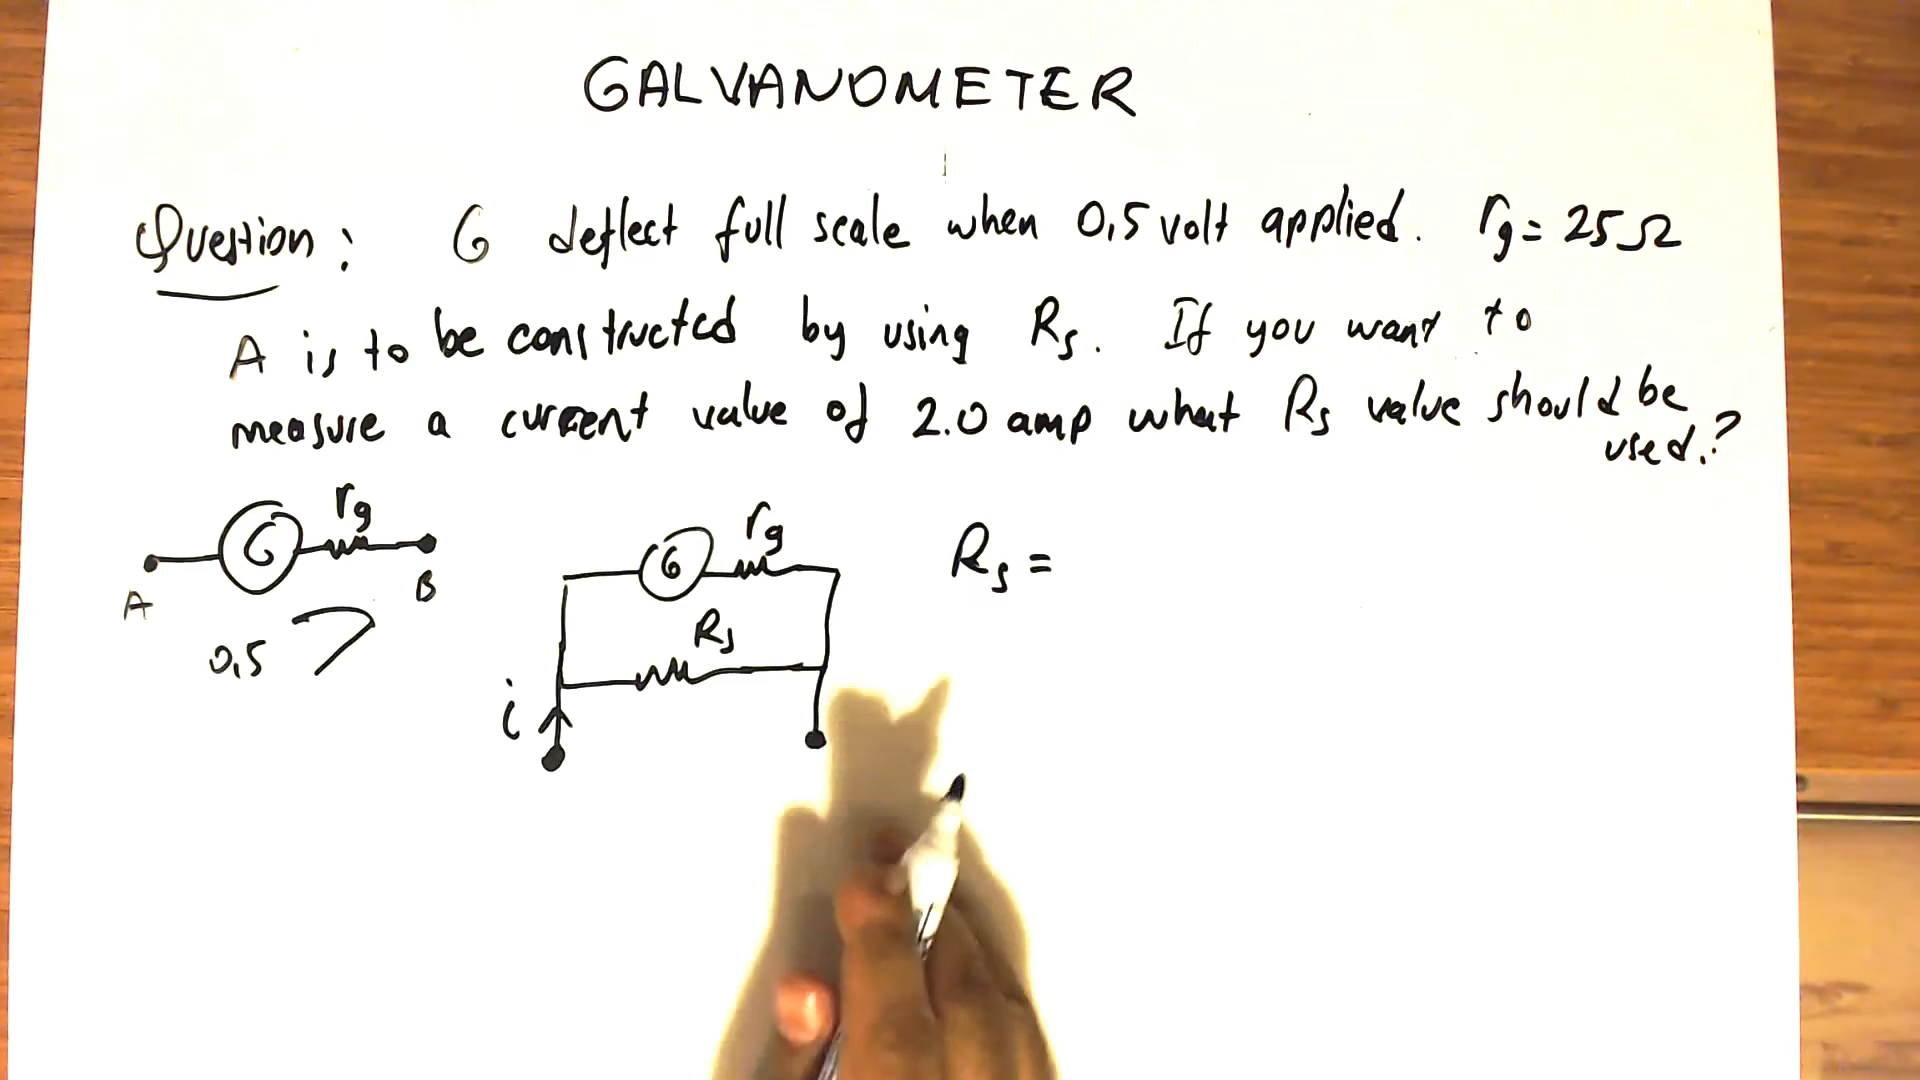 GALVANOMETER
Question: G deflect full scale when 0,5 volt applied. rg = 25Ω
A is to be constructed by using Rs. If you want to
measure a current value of 2.0 amp what Rs value should be
used.?
G rg
A B
0,5
G rg
Rs
i
Rs =